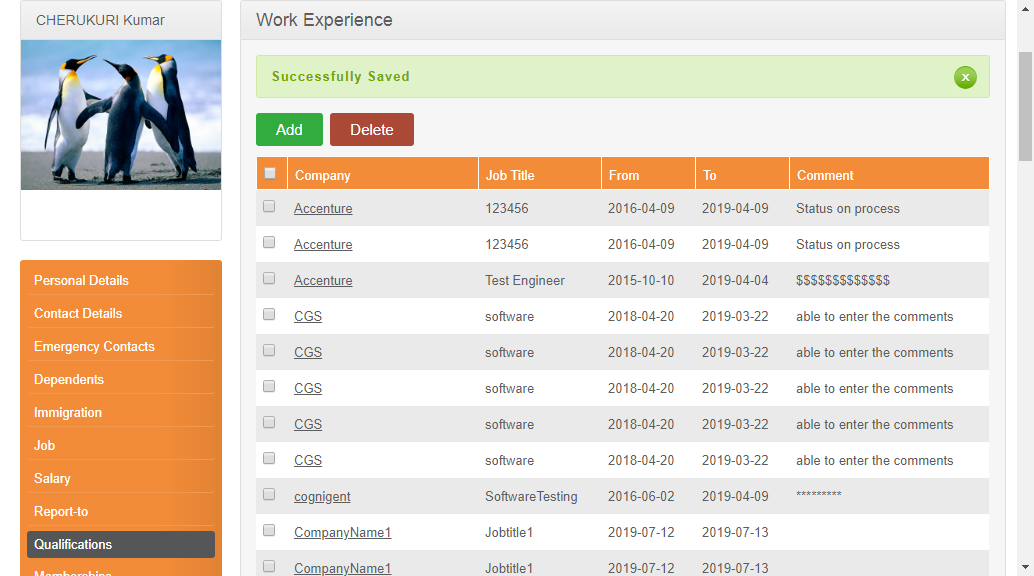 CHERUKURI Kumar
Personal Details
Contact Details
Emergency Contacts
Dependents
Immigration
Job
Salary
Report-to
Qualifications
Memberships
Work Experience
Successfully Saved
x
Add Delete
Company Job Title From To Comment
Accenture 123456 2016-04-09 2019-04-09 Status on process
Accenture 123456 2016-04-09 2019-04-09 Status on process
Accenture Test Engineer 2015-10-10 2019-04-04 $$$$$$$$$$$$$
CGS software 2018-04-20 2019-03-22 able to enter the comments
CGS software 2018-04-20 2019-03-22 able to enter the comments
CGS software 2018-04-20 2019-03-22 able to enter the comments
CGS software 2018-04-20 2019-03-22 able to enter the comments
CGS software 2018-04-20 2019-03-22 able to enter the comments
cognigent SoftwareTesting 2016-06-02 2019-04-09 *********
CompanyName1 Jobtitle1 2019-07-12 2019-07-13
CompanyName1 Jobtitle1 2019-07-12 2019-07-13